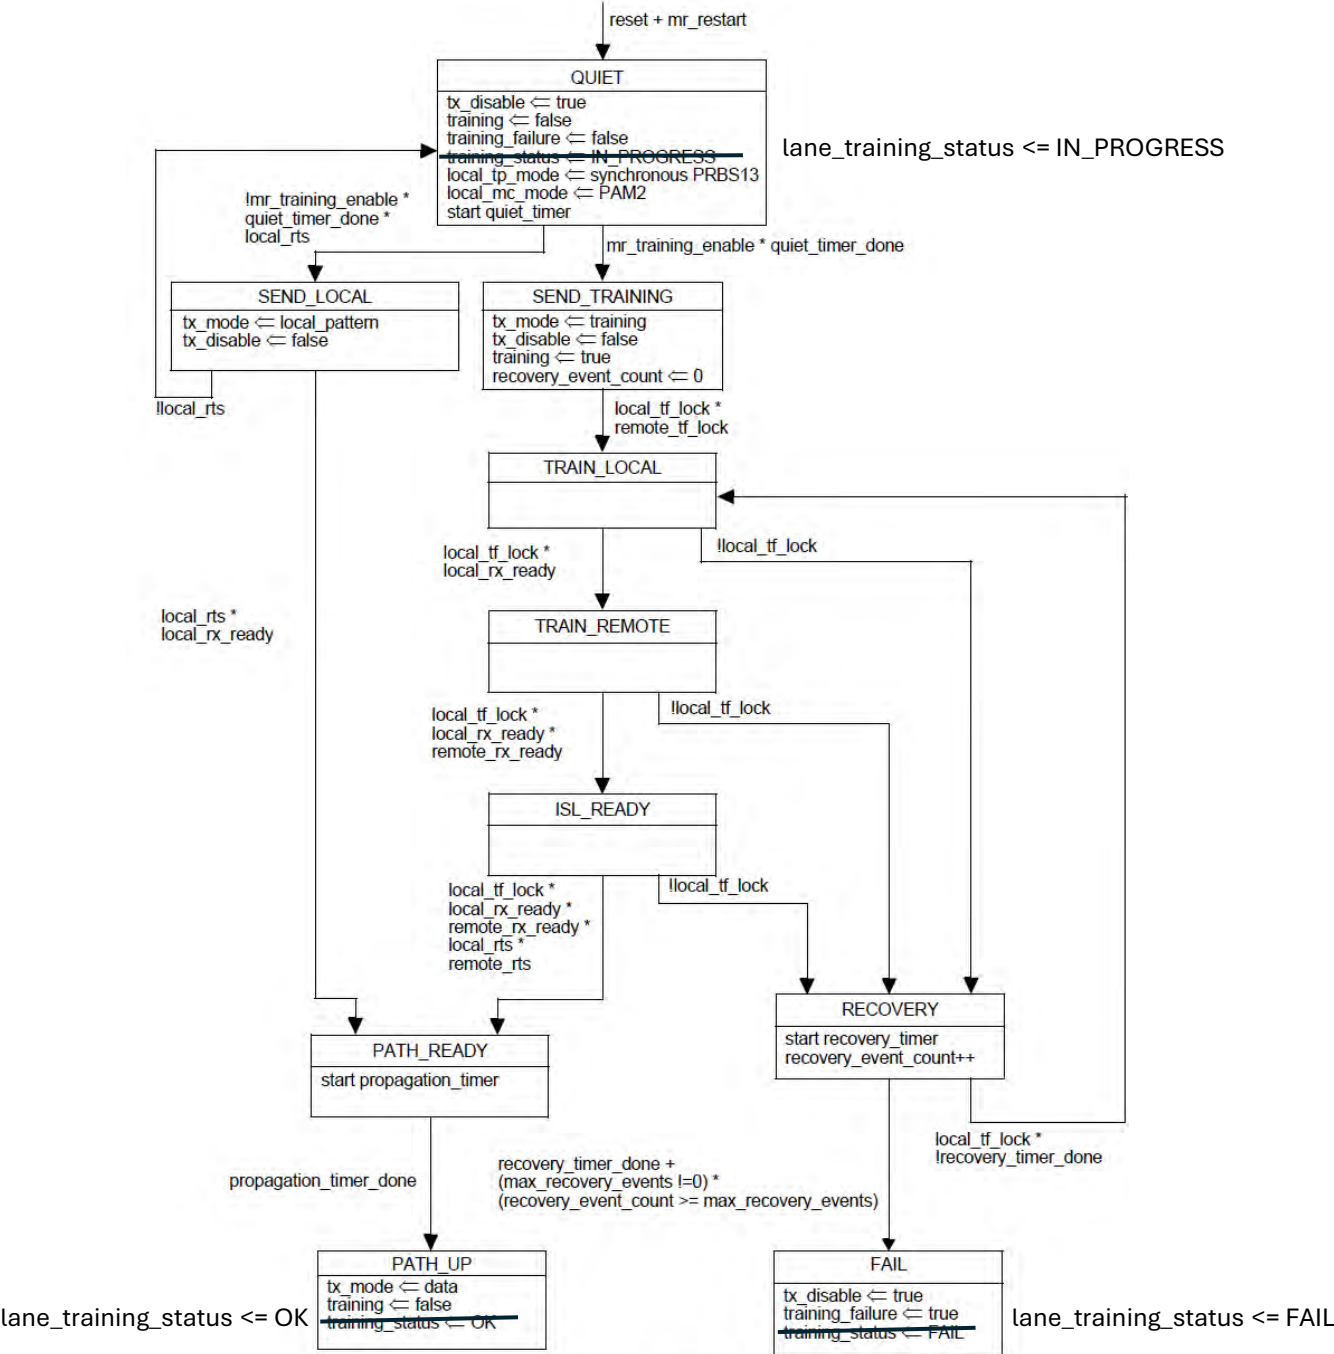 reset + mr_restart
QUIET
tx_disable ⇐ true
training ⇐ false
training_failure ⇐ false
training_status ⇐ IN_PROGRESS
lane_training_status <= IN_PROGRESS
local_tp_mode ⇐ synchronous PRBS13
local_mc_mode ⇐ PAM2
start quiet_timer
!mr_training_enable *
quiet_timer_done *
local_rts
mr_training_enable * quiet_timer_done
SEND_LOCAL
tx_mode ⇐ local_pattern
tx_disable ⇐ false
!local_rts
SEND_TRAINING
tx_mode ⇐ training
tx_disable ⇐ false
training ⇐ true
recovery_event_count ⇐ 0
local_tf_lock *
remote_tf_lock
TRAIN_LOCAL
local_tf_lock *
local_rx_ready
!local_tf_lock
local_rts *
local_rx_ready
TRAIN_REMOTE
local_tf_lock *
local_rx_ready *
remote_rx_ready
!local_tf_lock
ISL_READY
local_tf_lock *
local_rx_ready *
remote_rx_ready *
local_rts *
remote_rts
!local_tf_lock
RECOVERY
start recovery_timer
recovery_event_count++
PATH_READY
start propagation_timer
local_tf_lock *
!recovery_timer_done
propagation_timer_done
recovery_timer_done +
(max_recovery_events !=0) *
(recovery_event_count >= max_recovery_events)
PATH_UP
tx_mode ⇐ data
training ⇐ false
training_status ⇐ OK
lane_training_status <= OK
FAIL
tx_disable ⇐ true
training_failure ⇐ true
training_status ⇐ FAIL
lane_training_status <= FAIL